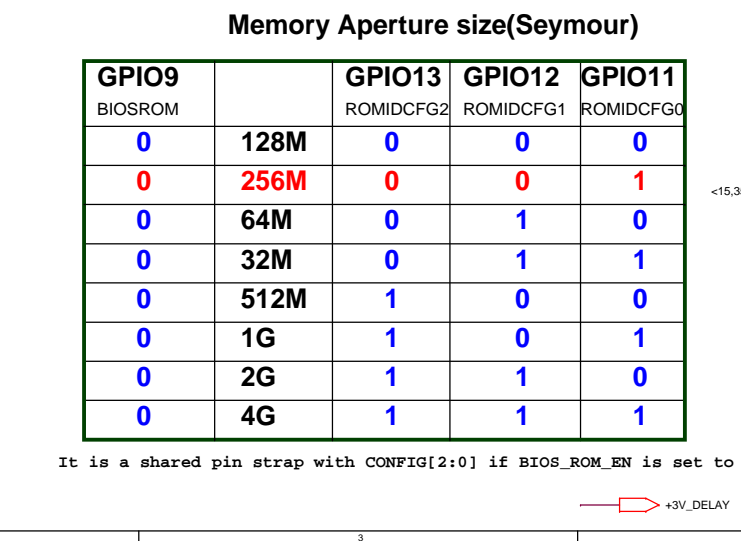 Memory Aperture size(Seymour)
GPIO9 GPIO13 GPIO12 GPIO11
BIOSROM ROMIDCFG2 ROMIDCFG1 ROMIDCFG0
0 128M 0 0 0
0 256M 0 0 1
<15,3
0 64M 0 1 0
0 32M 0 1 1
0 512M 1 0 0
0 1G 1 0 1
0 2G 1 1 0
0 4G 1 1 1
It is a shared pin strap with CONFIG[2:0] if BIOS_ROM_EN is set to
+3V_DELAY
3